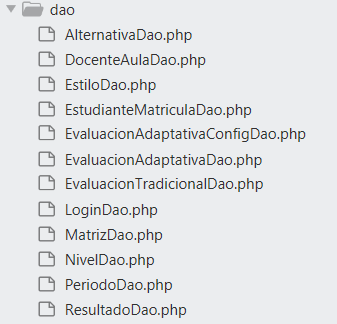 dao
AlternativaDao.php
DocenteAulaDao.php
EstiloDao.php
EstudianteMatriculaDao.php
EvaluacionAdaptativaConfigDao.php
EvaluacionAdaptativaDao.php
EvaluacionTradicionalDao.php
LoginDao.php
MatrizDao.php
NivelDao.php
PeriodoDao.php
ResultadoDao.php